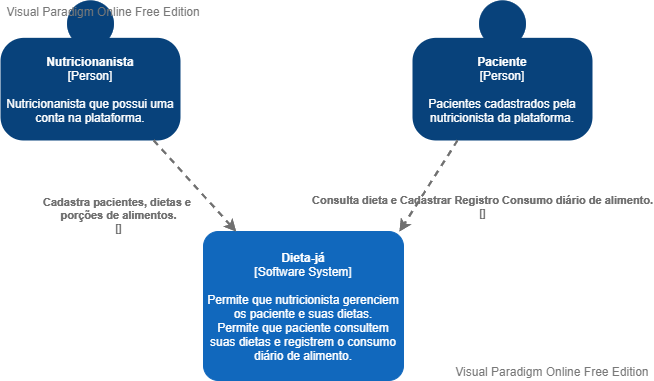 Visual Paradigm Online Free Edition
Nutricionanista
[Person]
Nutricionanista que possui uma
conta na plataforma.
Paciente
[Person]
Pacientes cadastrados pela
nutricionista da plataforma.
Cadastra pacientes, dietas e
porções de alimentos.
[]
Consulta dieta e Cadastrar Registro Consumo diário de alimento.
[]
Dieta-já
[Software System]
Permite que nutricionista gerenciem
os paciente e suas dietas.
Permite que paciente consultem
suas dietas e registrem o consumo
diário de alimento.
Visual Paradigm Online Free Edition